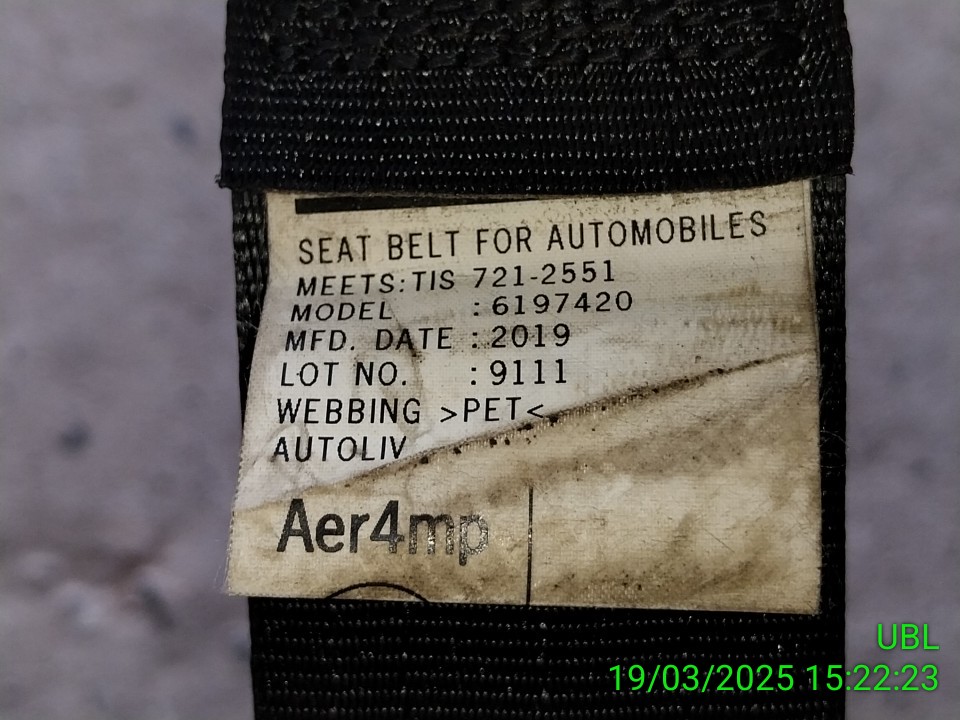 SEAT BELT FOR AUTOMOBILES
MEETS:TIS 721-2551
MODEL : 6197420
MFD. DATE : 2019
LOT NO. : 9111
WEBBING >PET<
AUTOLIV
Aer4mp
UBL
19/03/2025 15:22:23